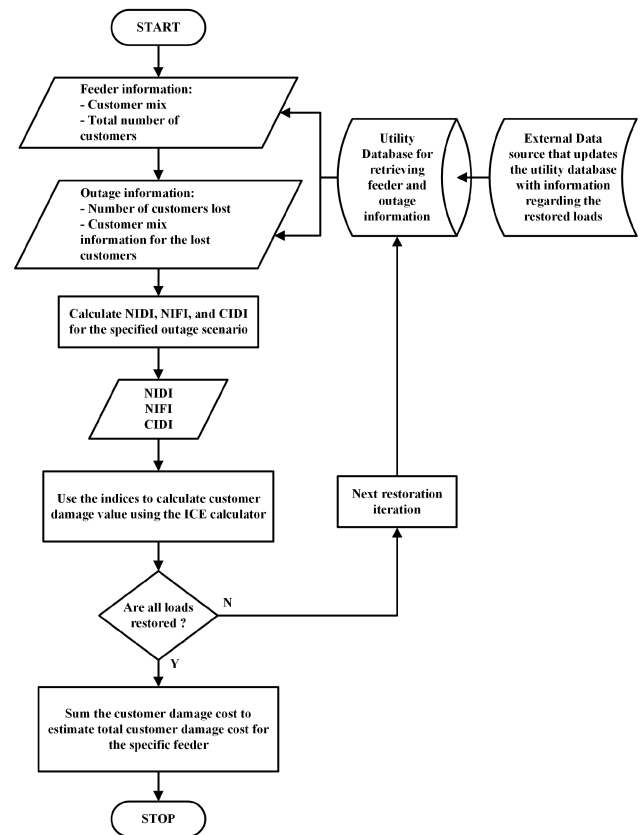 START
Feeder information:
- Customer mix
- Total number of
customers
Outage information:
- Number of customers lost
- Customer mix
information for the lost
customers
Utility
Database for
retrieving
feeder and
outage
information
External Data
source that updates
the utility database
with information
regarding the
restored loads
Calculate NIDI, NIFI, and CIDI
for the specified outage scenario
NIDI
NIFI
CIDI
Use the indices to calculate customer
damage value using the ICE calculator
Next restoration
iteration
Are all loads
restored ?
N
Y
Sum the customer damage cost to
estimate total customer damage cost for
the specific feeder
STOP